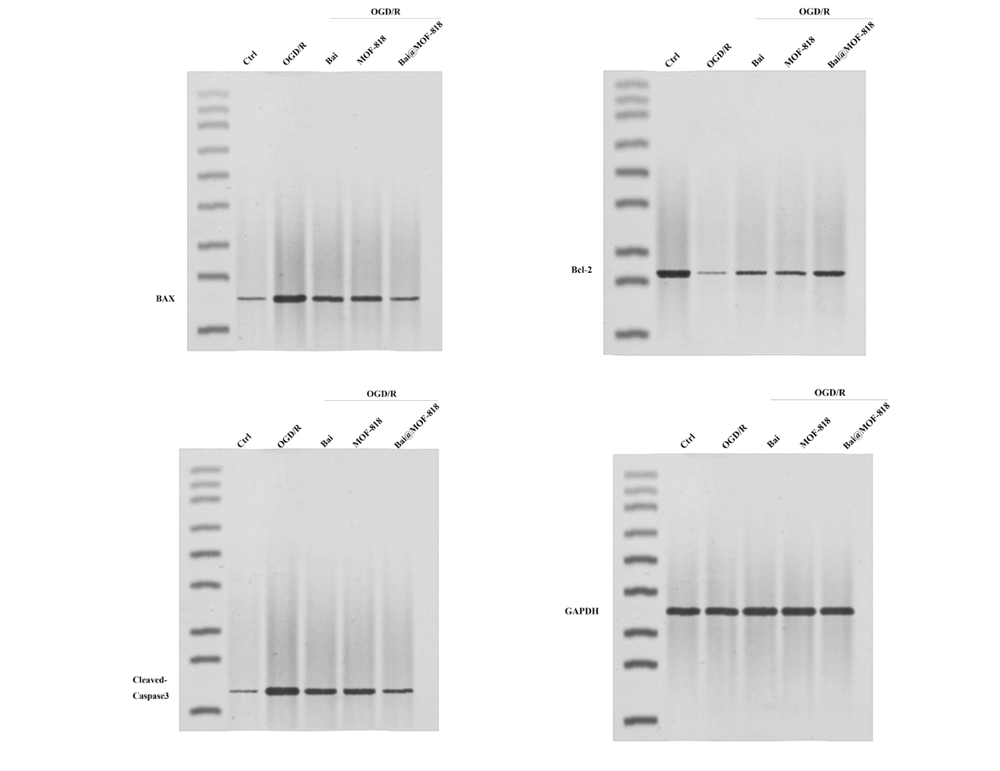 OGD/R
Ctrl OGD/R Bai MOF-818 Bai@MOF-818
BAX
OGD/R
Ctrl OGD/R Bai MOF-818 Bai@MOF-818
Bcl-2
OGD/R
Ctrl OGD/R Bai MOF-818 Bai@MOF-818
Cleaved-
Caspase3
OGD/R
Ctrl OGD/R Bai MOF-818 Bai@MOF-818
GAPDH